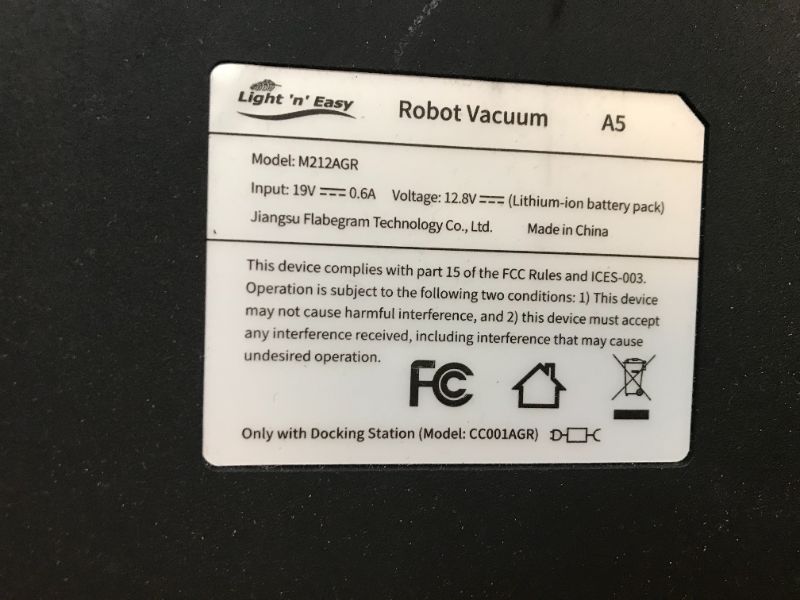 Light 'n' Easy Robot Vacuum A5
Model: M212AGR
Input: 19V ⎓ 0.6A Voltage: 12.8V ⎓ (Lithium-ion battery pack)
Jiangsu Flabegram Technology Co., Ltd. Made in China
This device complies with part 15 of the FCC Rules and ICES-003.
Operation is subject to the following two conditions: 1) This device
may not cause harmful interference, and 2) this device must accept
any interference received, including interference that may cause
undesired operation.
FC
Only with Docking Station (Model: CC001AGR)